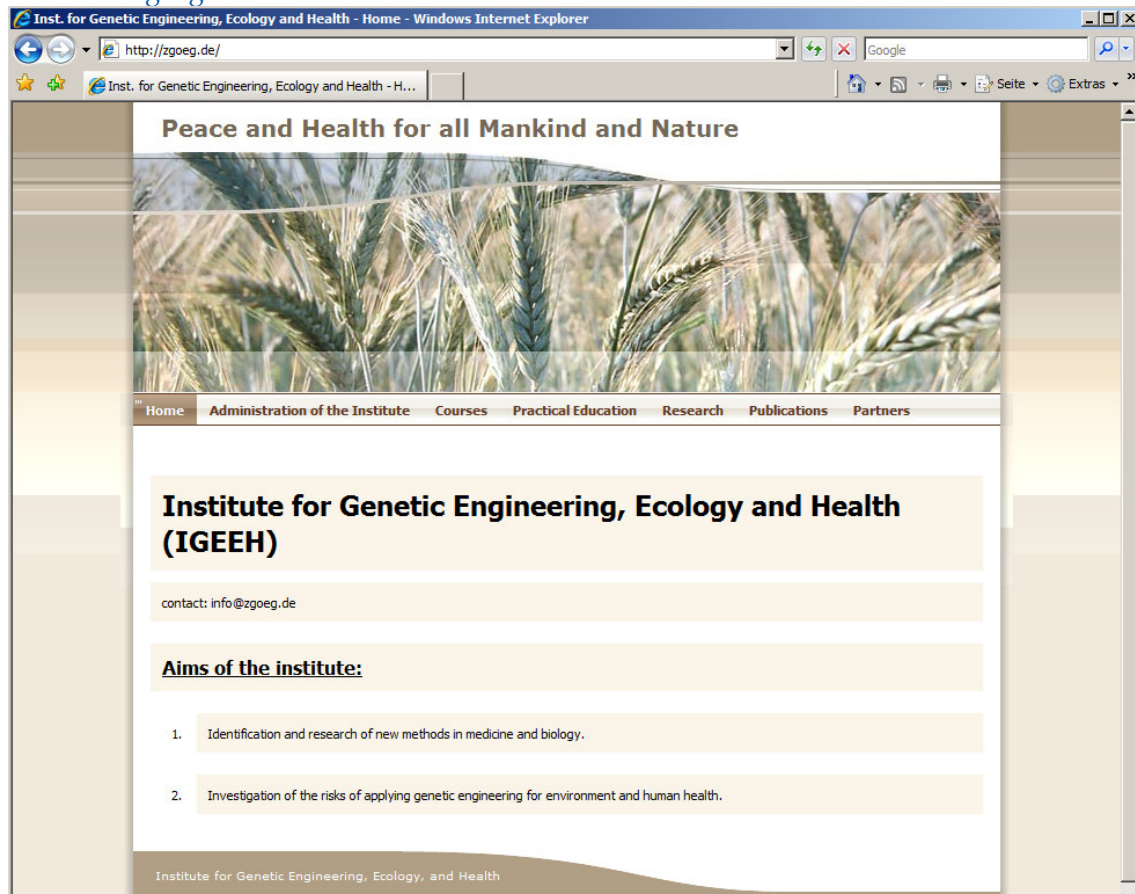 Inst. for Genetic Engineering, Ecology and Health - Home - Windows Internet Explorer
http://zgoeg.de/
Google
Inst. for Genetic Engineering, Ecology and Health - H...
Seite
Extras
Peace and Health for all Mankind and Nature
Home Administration of the Institute Courses Practical Education Research Publications Partners
Institute for Genetic Engineering, Ecology and Health
(IGEEH)
contact: info@zgoeg.de
Aims of the institute:
1. Identification and research of new methods in medicine and biology.
2. Investigation of the risks of applying genetic engineering for environment and human health.
Institute for Genetic Engineering, Ecology, and Health